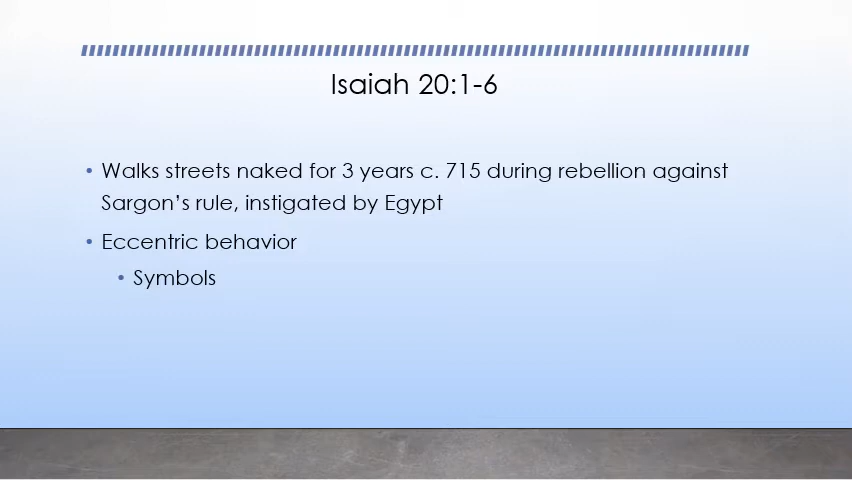 Isaiah 20:1-6
• Walks streets naked for 3 years c. 715 during rebellion against
Sargon’s rule, instigated by Egypt
• Eccentric behavior
• Symbols